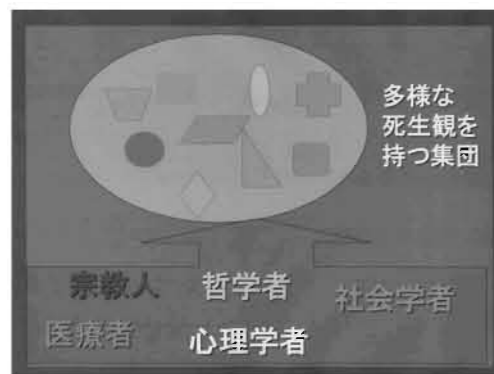 多様な
死生観を
持つ集団
宗教人
哲学者
社会学者
医療者
心理学者